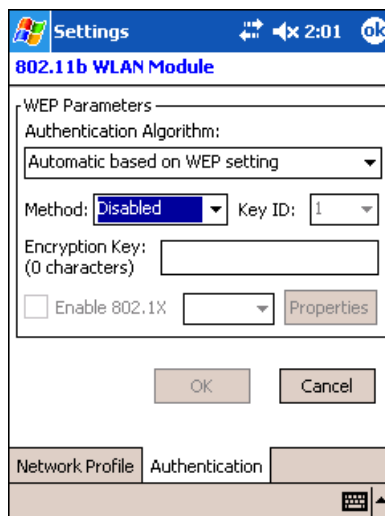 Settings 2:01 ok
802.11b WLAN Module
WEP Parameters
Authentication Algorithm:
Automatic based on WEP setting
Method: Disabled Key ID: 1
Encryption Key:
(0 characters)
Enable 802.1X Properties
OK Cancel
Network Profile Authentication